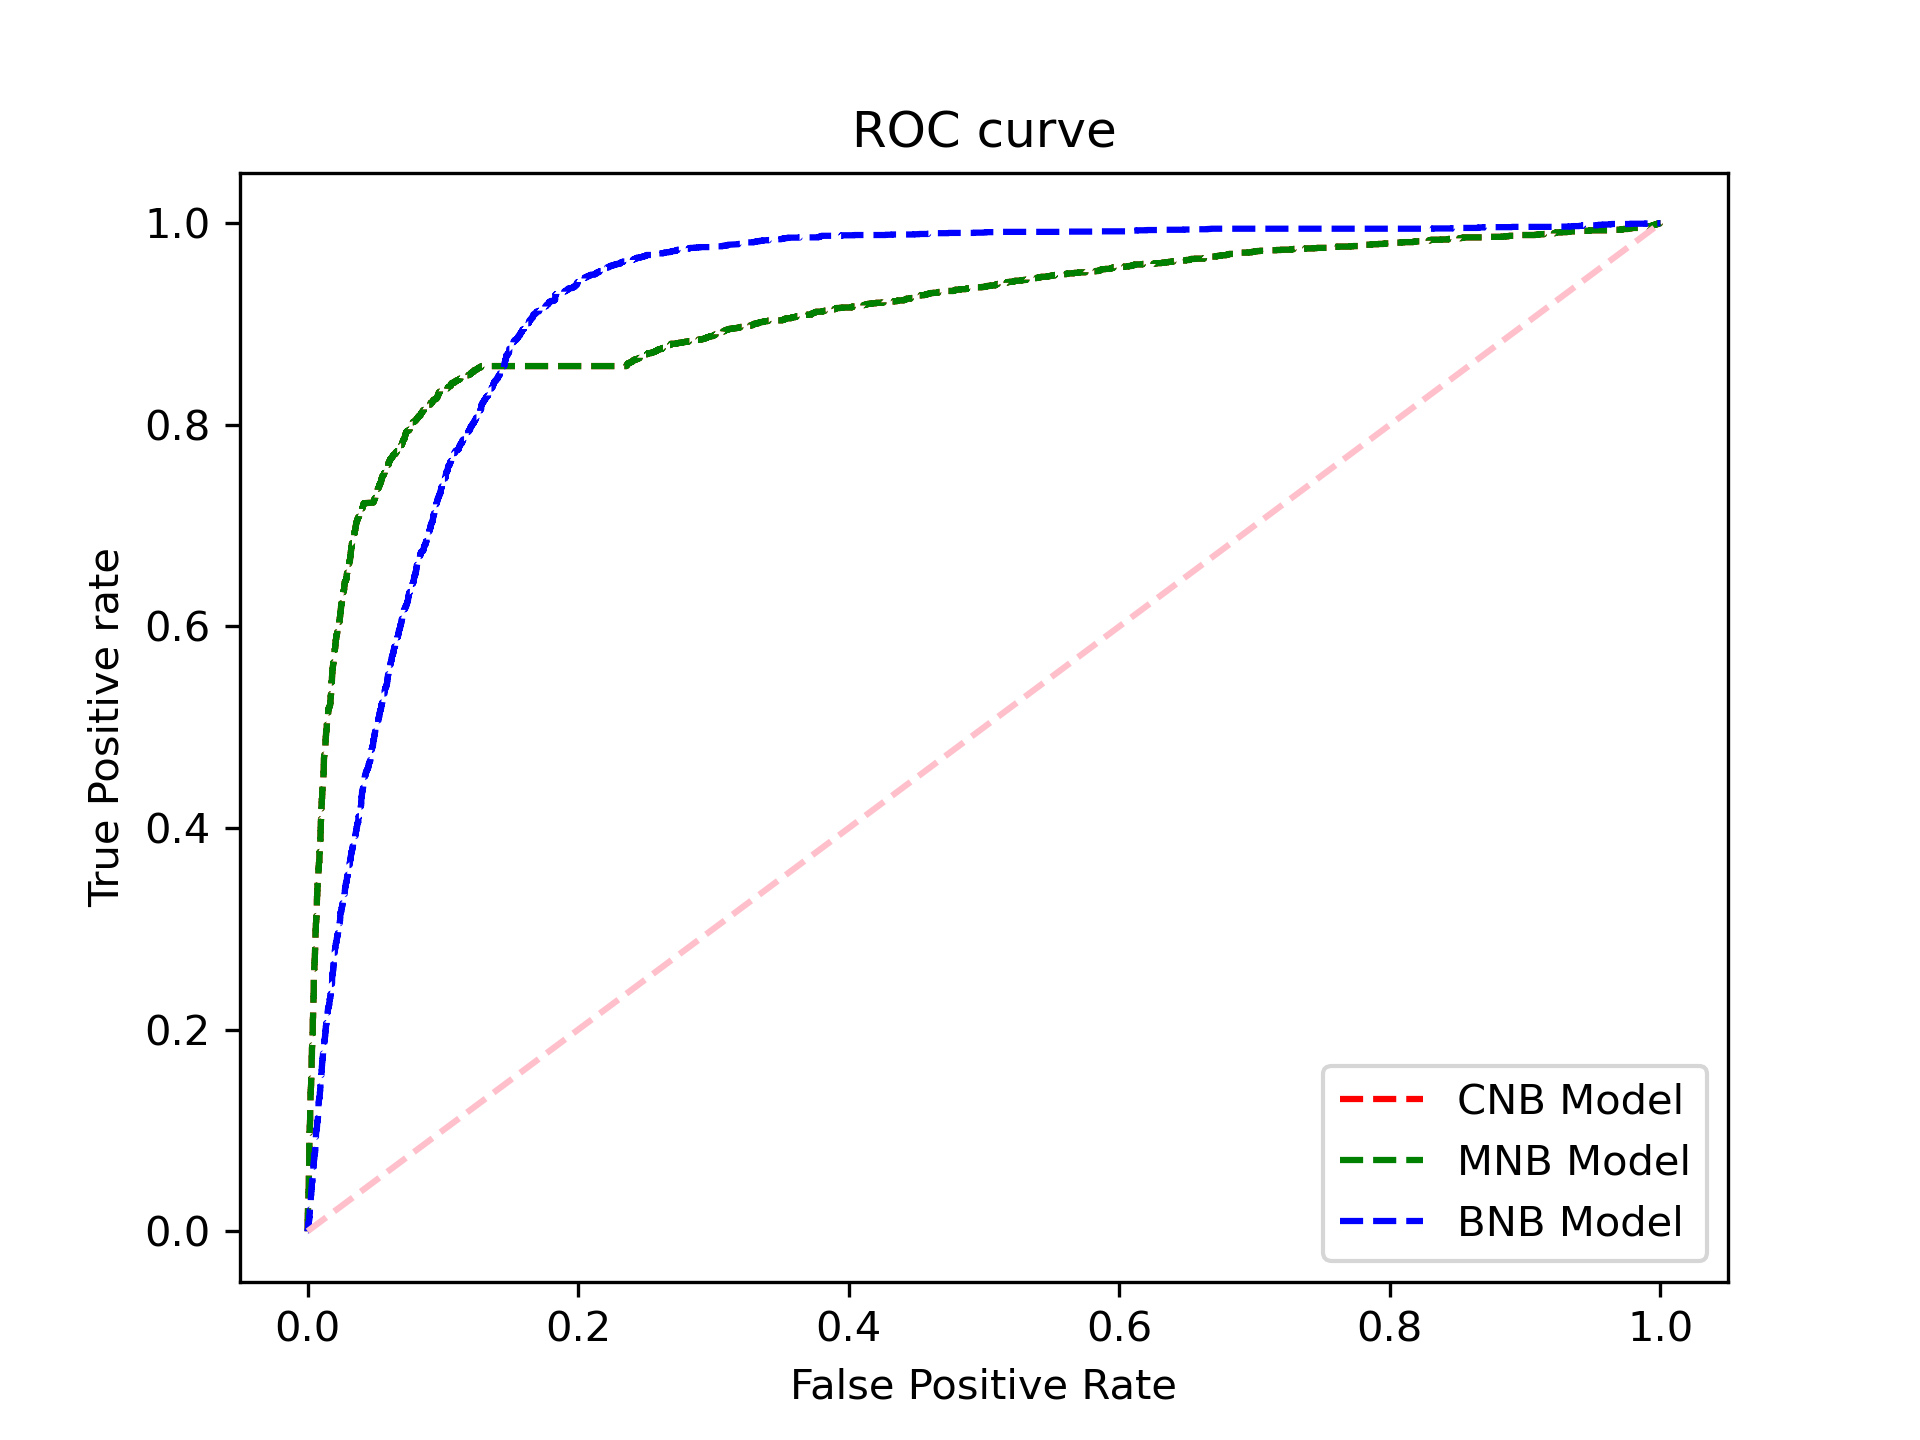 ROC curve
True Positive rate
1.0
0.8
0.6
0.4
0.2
0.0
0.0 0.2 0.4 0.6 0.8 1.0
False Positive Rate
CNB Model
MNB Model
BNB Model